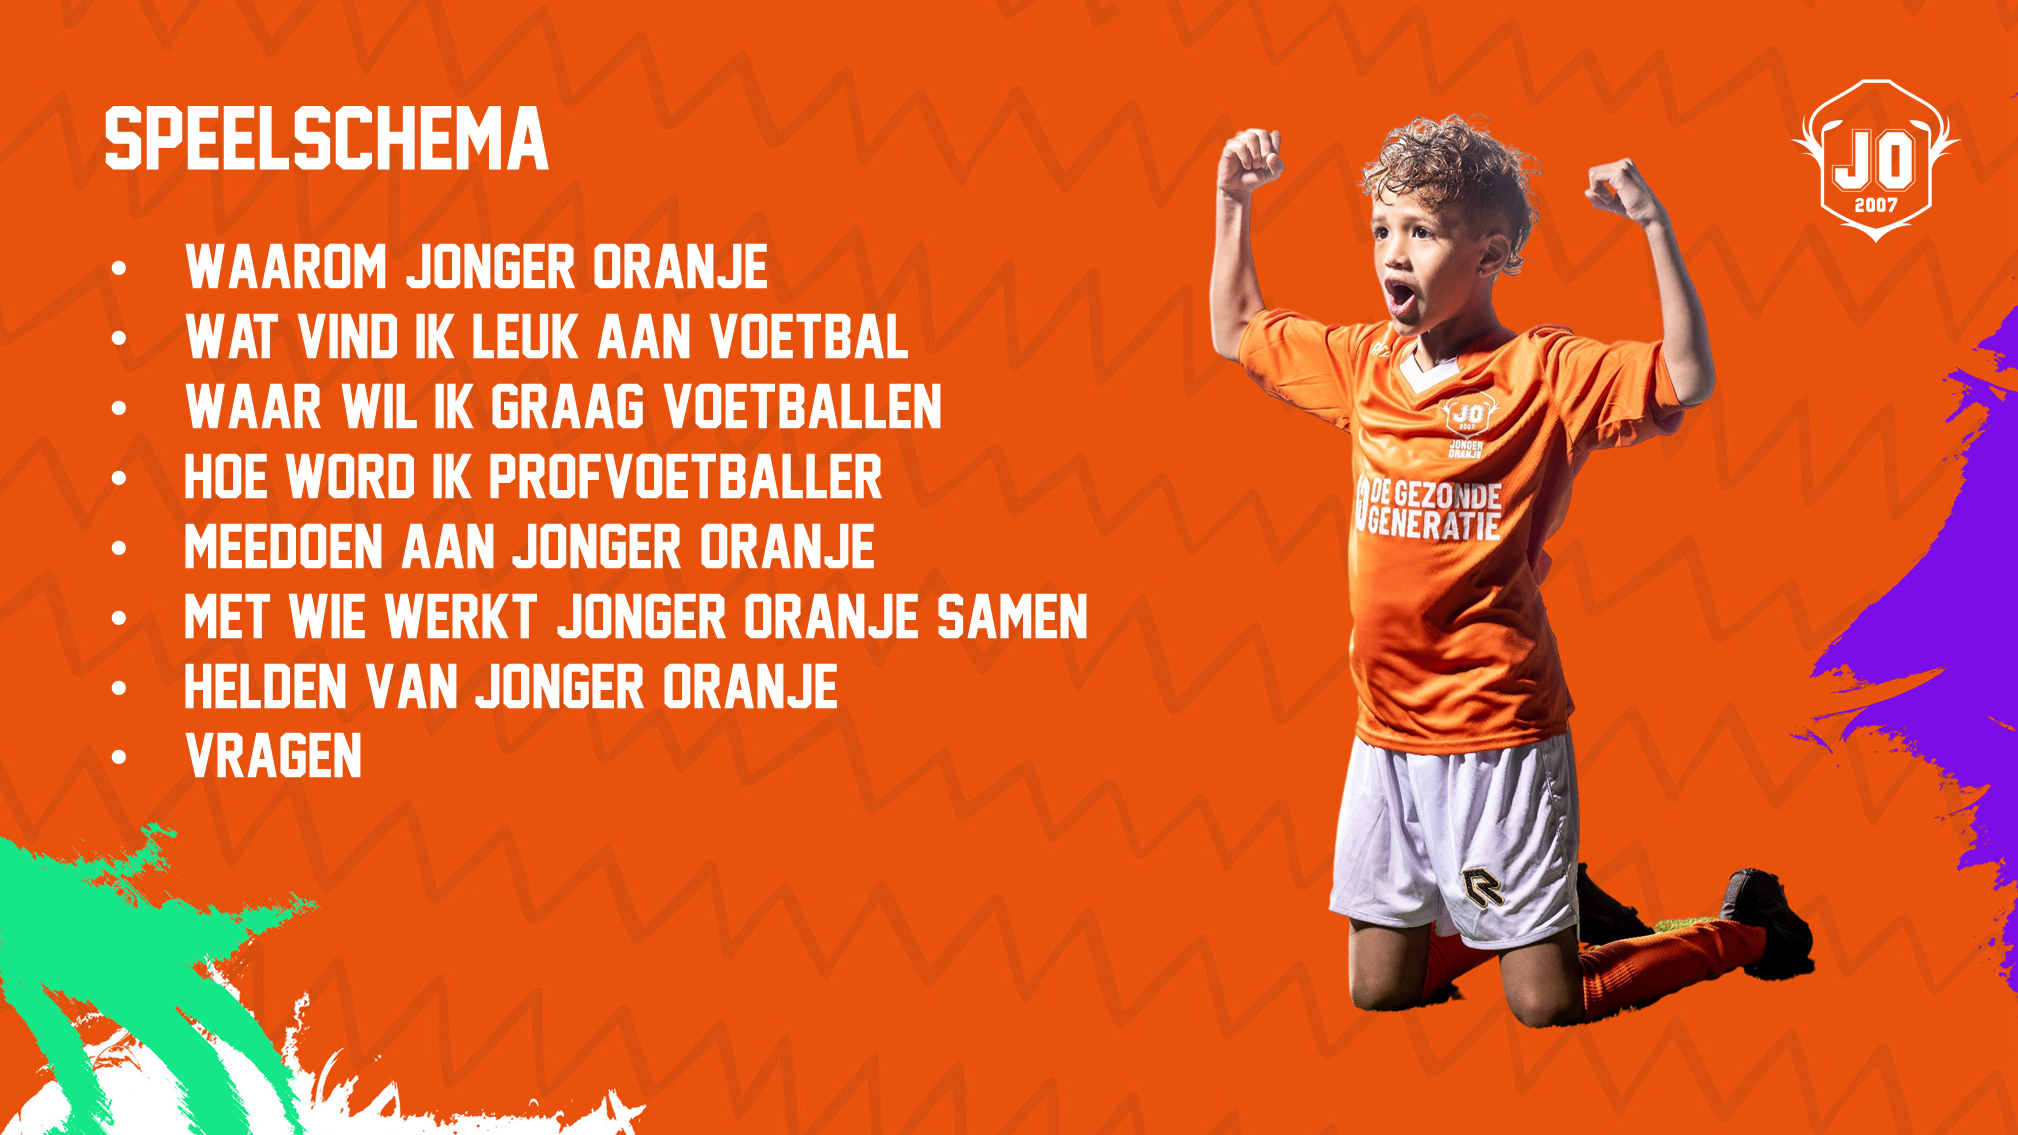 SPEELSCHEMA
• WAAROM JONGER ORANJE
• WAT VIND IK LEUK AAN VOETBAL
• WAAR WIL IK GRAAG VOETBALLEN
• HOE WORD IK PROFVOETBALLER
• MEEDOEN AAN JONGER ORANJE
• MET WIE WERKT JONGER ORANJE SAMEN
• HELDEN VAN JONGER ORANJE
• VRAGEN
JO
2007
JO
2007
JONGER
ORANJE
DE GEZONDE
GENERATIE